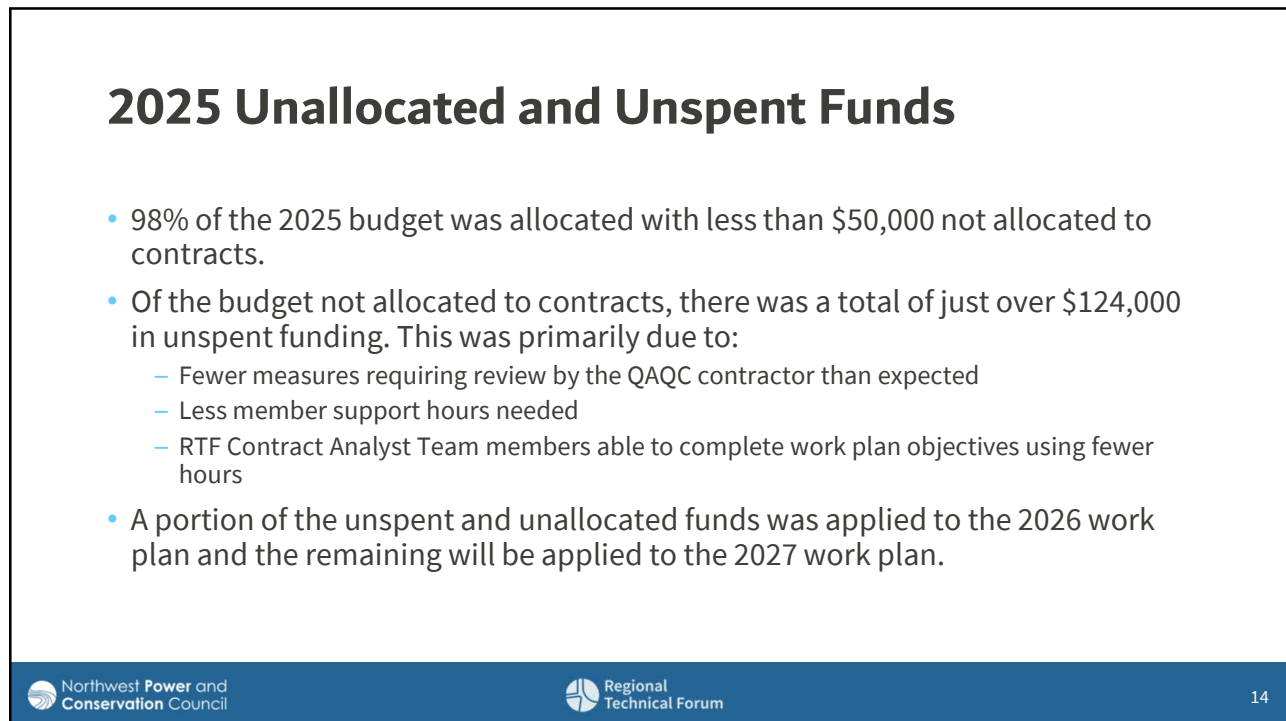 2025 Unallocated and Unspent Funds
• 98% of the 2025 budget was allocated with less than $50,000 not allocated to
contracts.
• Of the budget not allocated to contracts, there was a total of just over $124,000
in unspent funding. This was primarily due to:
– Fewer measures requiring review by the QAQC contractor than expected
– Less member support hours needed
– RTF Contract Analyst Team members able to complete work plan objectives using fewer
hours
• A portion of the unspent and unallocated funds was applied to the 2026 work
plan and the remaining will be applied to the 2027 work plan.
Northwest Power and
Conservation Council
Regional
Technical Forum
14